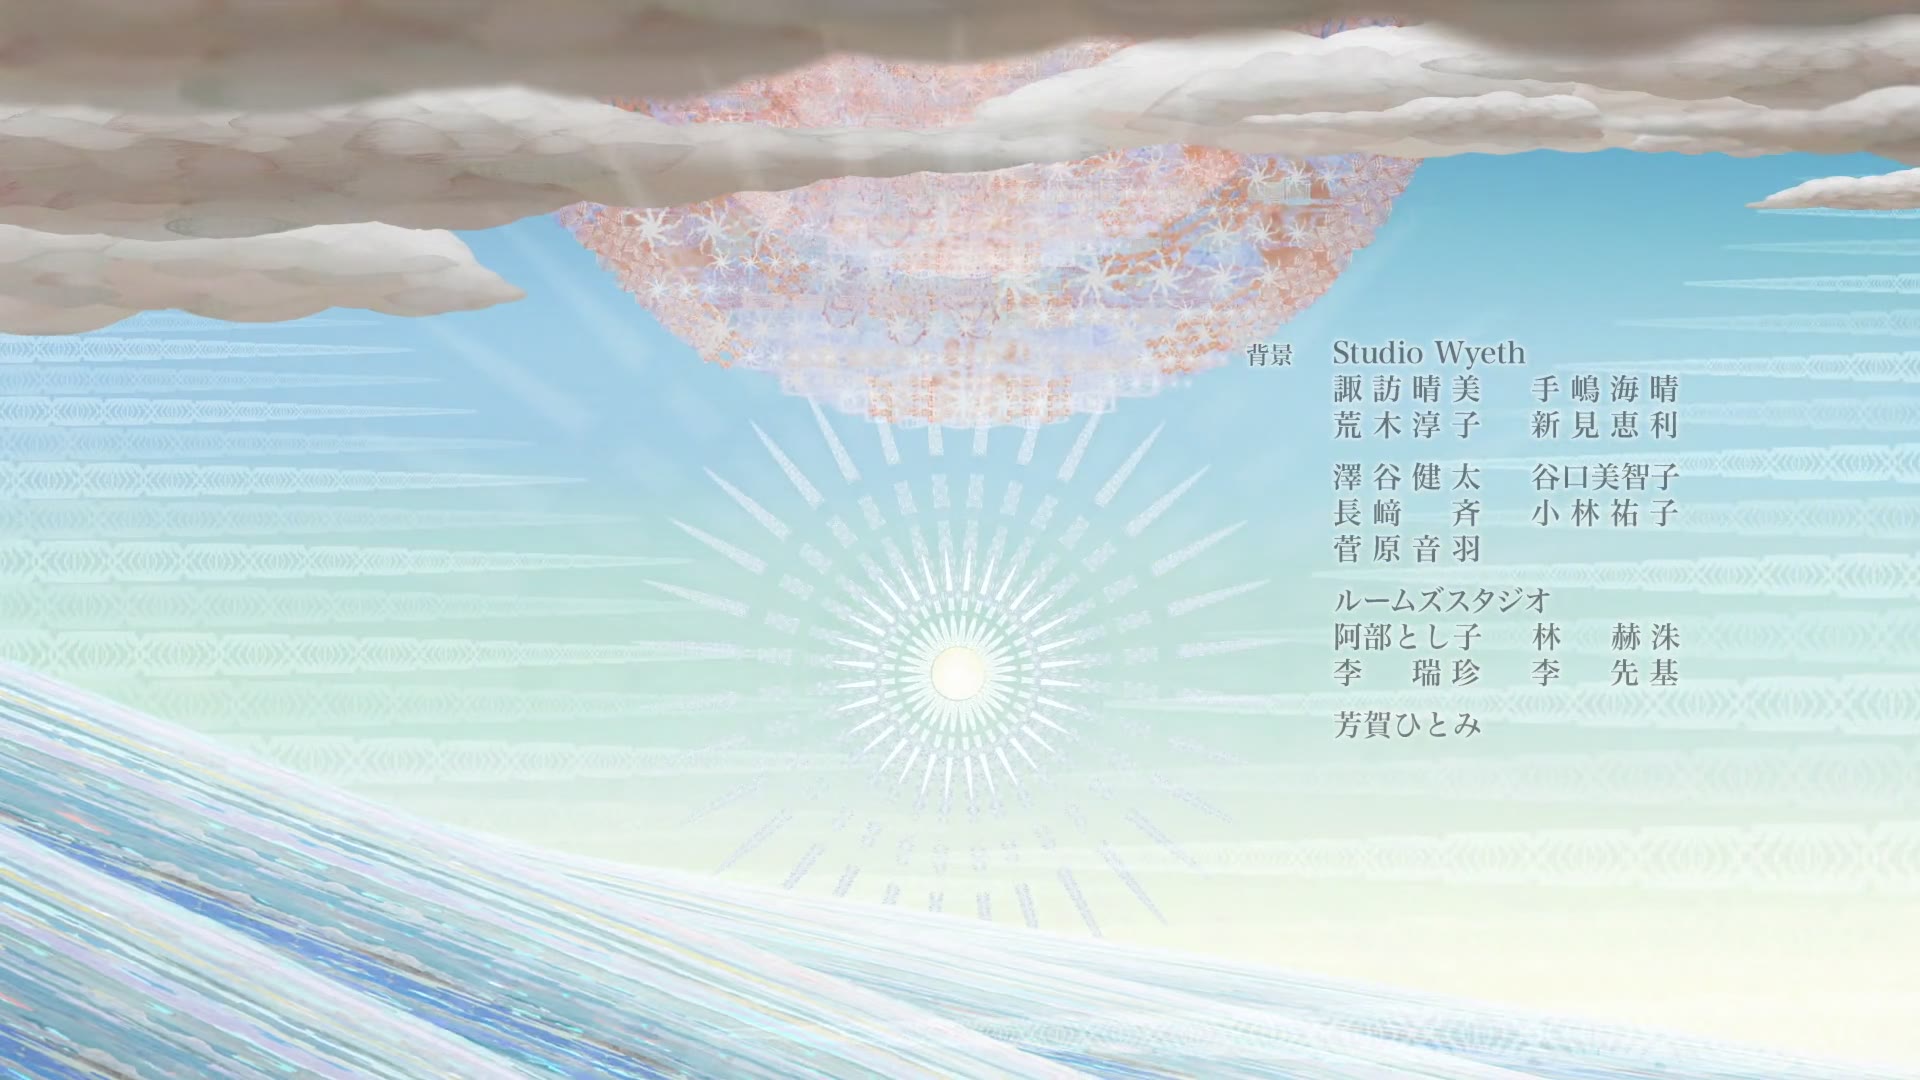 背景 Studio Wyeth
諏訪晴美 手嶋海晴
荒木淳子 新見恵利
澤谷健太 谷口美智子
長﨑 斉 小林祐子
菅原音羽
ルームズスタジオ
阿部とし子 林 赫洙
李 瑞珍 李 先基
芳賀ひとみ